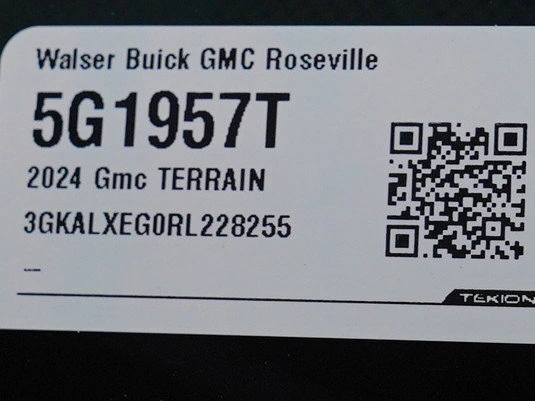 Walser Buick GMC Roseville
5G1957T
2024 Gmc TERRAIN
3GKALXEG0RL228255
--
TEKION